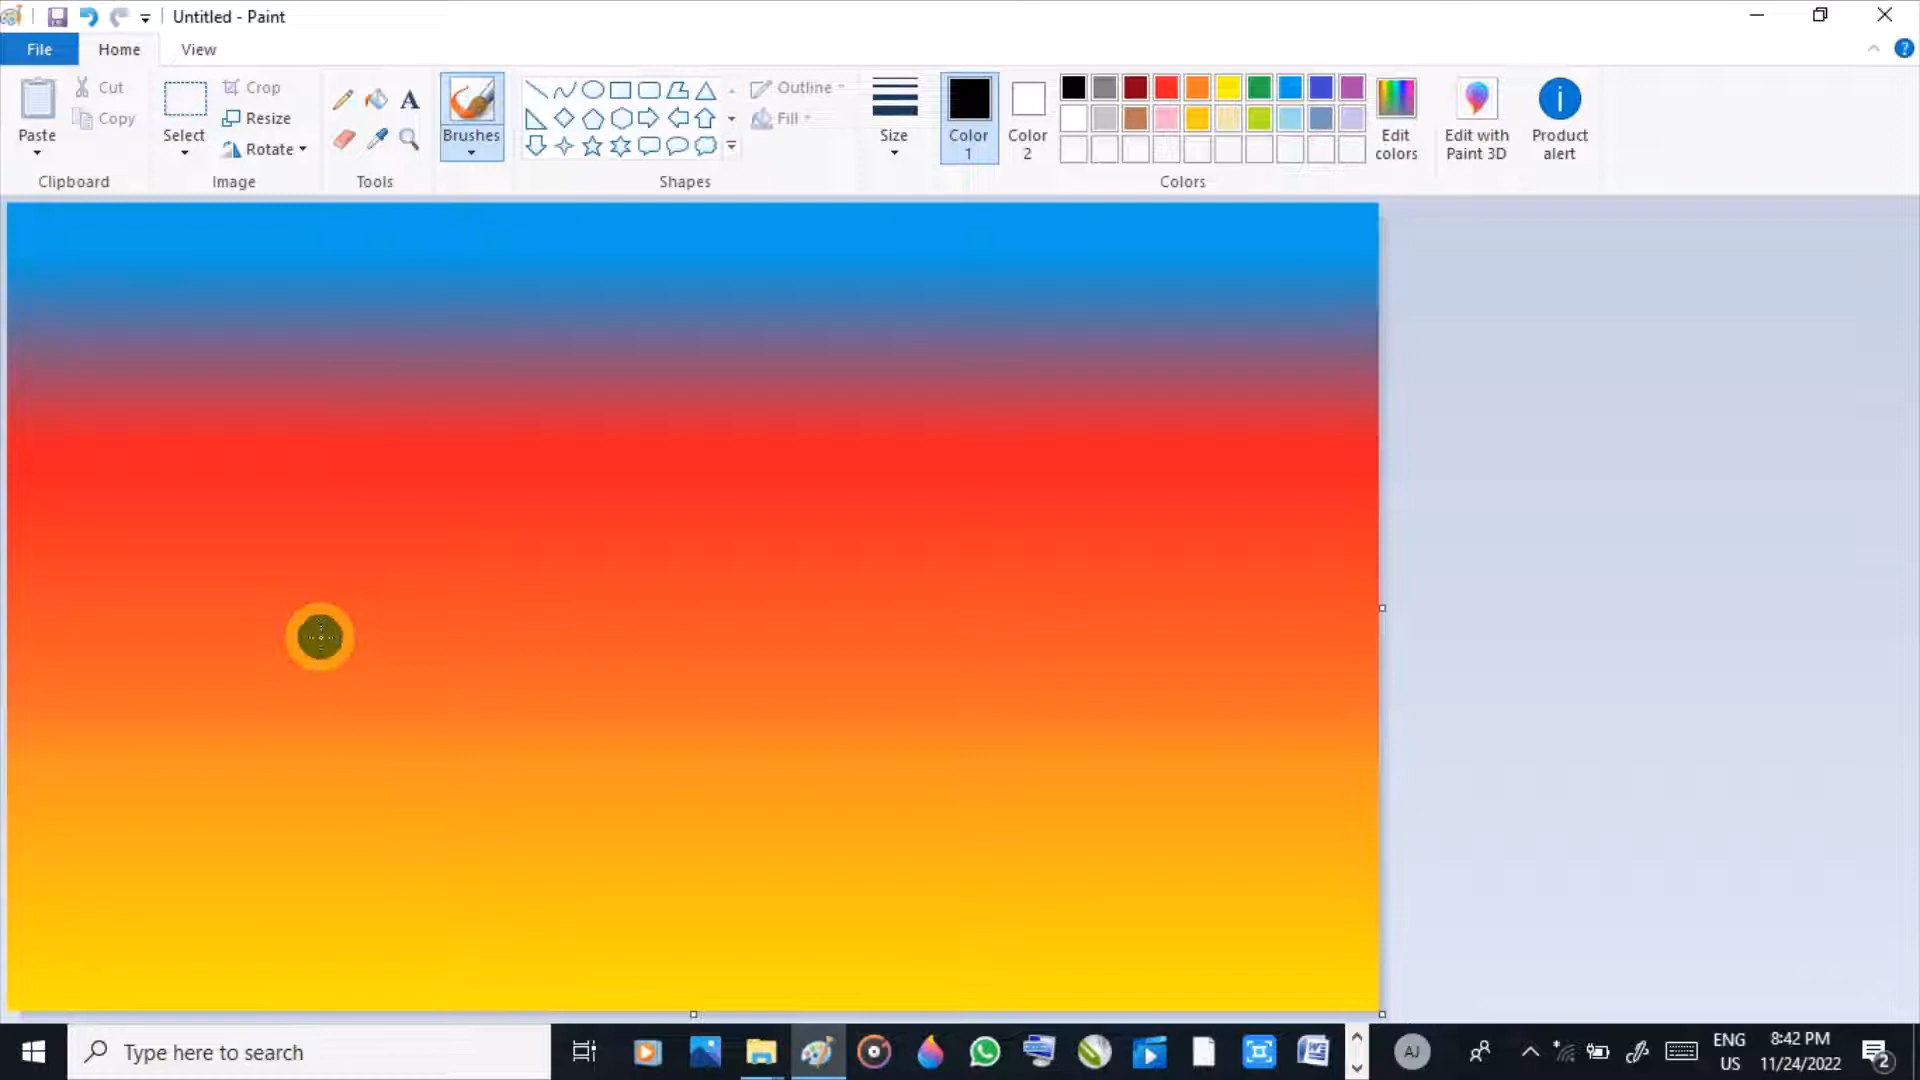 Untitled - Paint
File Home View
Paste
Cut
Copy
Clipboard
Select
Crop
Resize
Rotate
Image
A
Tools
Brushes
Shapes
Outline
Fill
Size
Color
1
Color
2
Colors
Edit
colors
Edit with
Paint 3D
Product
alert
Type here to search
AJ
ENG
US
8:42 PM
11/24/2022
2